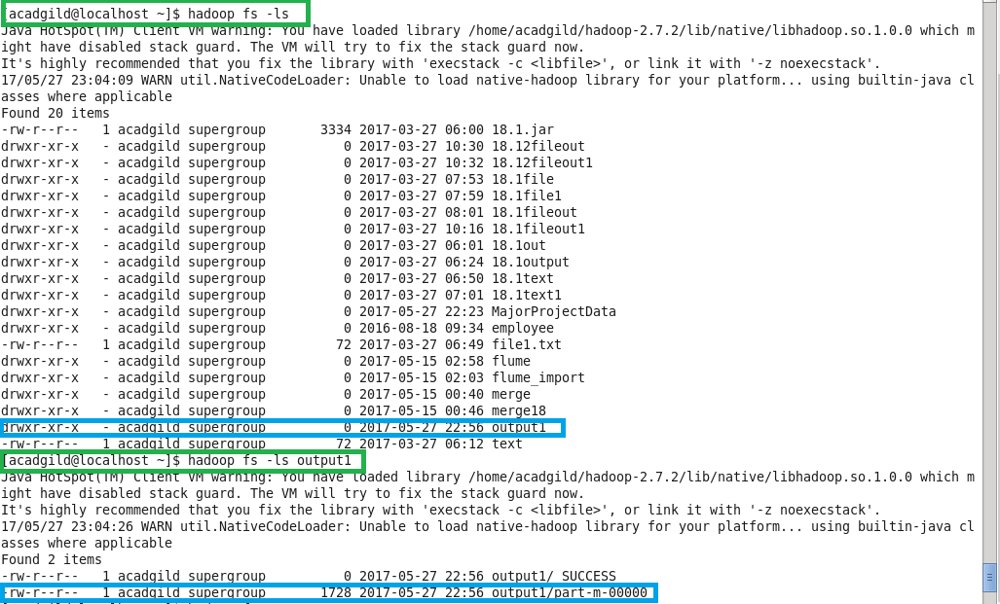 [acadgild@localhost ~]$ hadoop fs -ls
Java HotSpot(TM) Client VM warning: You have loaded library /home/acadgild/hadoop-2.7.2/lib/native/libhadoop.so.1.0.0 which m
ight have disabled stack guard. The VM will try to fix the stack guard now.
It's highly recommended that you fix the library with 'execstack -c <libfile>', or link it with '-z noexecstack'.
17/05/27 23:04:09 WARN util.NativeCodeLoader: Unable to load native-hadoop library for your platform... using builtin-java cl
asses where applicable
Found 20 items
-rw-r--r--   1 acadgild supergroup       3334 2017-03-27 06:00 18.1.jar
drwxr-xr-x   - acadgild supergroup          0 2017-03-27 10:30 18.12fileout
drwxr-xr-x   - acadgild supergroup          0 2017-03-27 10:32 18.12fileout1
drwxr-xr-x   - acadgild supergroup          0 2017-03-27 07:53 18.1file
drwxr-xr-x   - acadgild supergroup          0 2017-03-27 07:59 18.1file1
drwxr-xr-x   - acadgild supergroup          0 2017-03-27 08:01 18.1fileout
drwxr-xr-x   - acadgild supergroup          0 2017-03-27 10:16 18.1fileout1
drwxr-xr-x   - acadgild supergroup          0 2017-03-27 06:01 18.1out
drwxr-xr-x   - acadgild supergroup          0 2017-03-27 06:24 18.1output
drwxr-xr-x   - acadgild supergroup          0 2017-03-27 06:50 18.1text
drwxr-xr-x   - acadgild supergroup          0 2017-03-27 07:01 18.1text1
drwxr-xr-x   - acadgild supergroup          0 2017-05-27 22:23 MajorProjectData
drwxr-xr-x   - acadgild supergroup          0 2016-08-18 09:34 employee
-rw-r--r--   1 acadgild supergroup         72 2017-03-27 06:49 file1.txt
drwxr-xr-x   - acadgild supergroup          0 2017-05-15 02:58 flume
drwxr-xr-x   - acadgild supergroup          0 2017-05-15 02:03 flume_import
drwxr-xr-x   - acadgild supergroup          0 2017-05-15 00:40 merge
drwxr-xr-x   - acadgild supergroup          0 2017-05-15 00:46 merge18
drwxr-xr-x   - acadgild supergroup          0 2017-05-27 22:56 output1
-rw-r--r--   1 acadgild supergroup         72 2017-03-27 06:12 text
[acadgild@localhost ~]$ hadoop fs -ls output1
Java HotSpot(TM) Client VM warning: You have loaded library /home/acadgild/hadoop-2.7.2/lib/native/libhadoop.so.1.0.0 which m
ight have disabled stack guard. The VM will try to fix the stack guard now.
It's highly recommended that you fix the library with 'execstack -c <libfile>', or link it with '-z noexecstack'.
17/05/27 23:04:26 WARN util.NativeCodeLoader: Unable to load native-hadoop library for your platform... using builtin-java cl
asses where applicable
Found 2 items
-rw-r--r--   1 acadgild supergroup          0 2017-05-27 22:56 output1/ SUCCESS
-rw-r--r--   1 acadgild supergroup       1728 2017-05-27 22:56 output1/part-m-00000